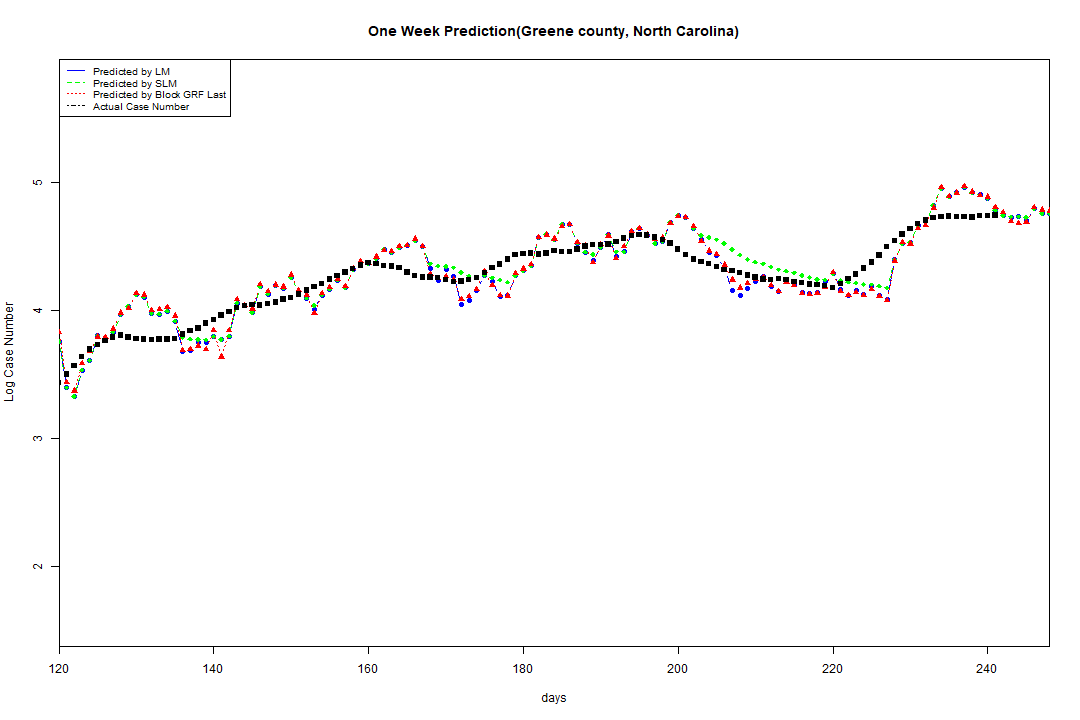 One Week Prediction(Greene county, North Carolina)
Predicted by LM
Predicted by SLM
Predicted by Block GRF Last
Actual Case Number
5
4
3
2
Log Case Number
120 140 160 180 200 220 240
days